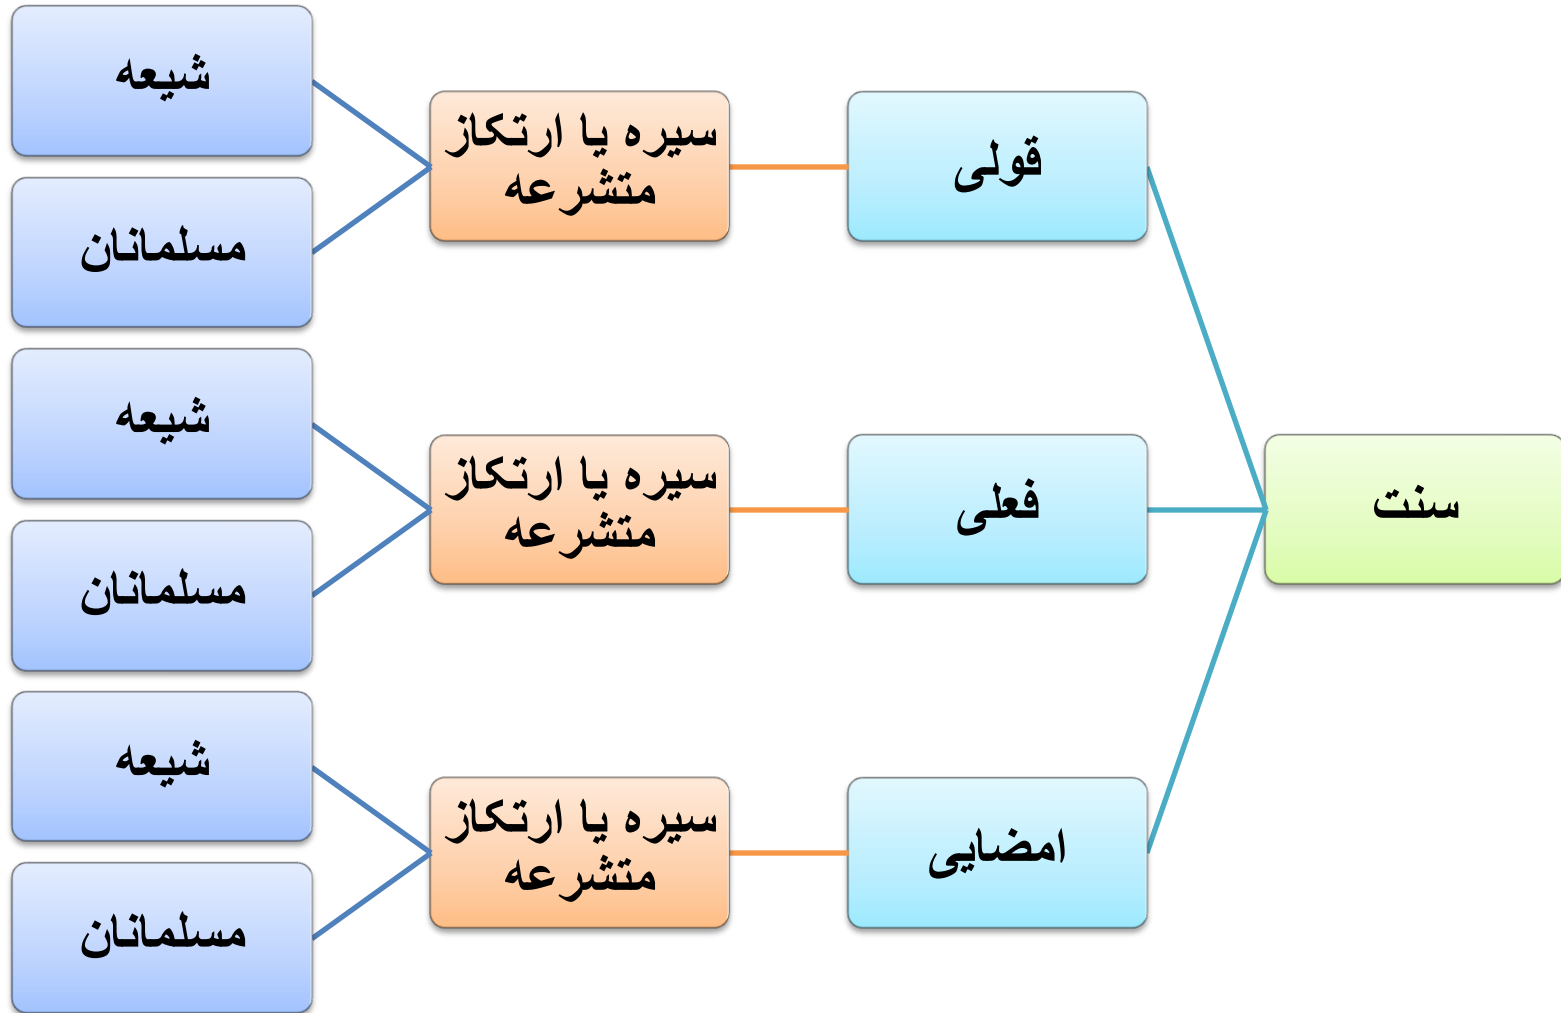 سنت
قولی
سیره یا ارتکاز
متشرعه
شیعه
مسلمانان
فعلی
سیره یا ارتکاز
متشرعه
شیعه
مسلمانان
امضایی
سیره یا ارتکاز
متشرعه
شیعه
مسلمانان